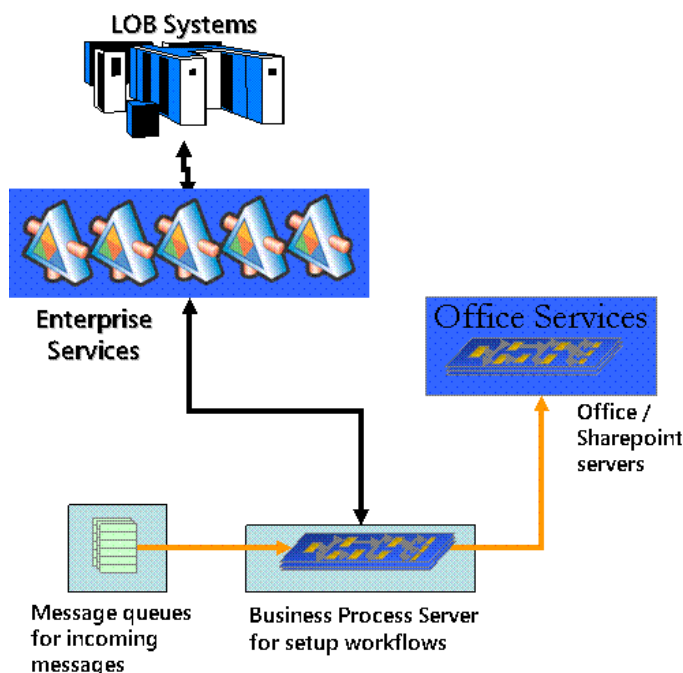 LOB Systems
Enterprise
Services
Office Services
Office /
Sharepoint
servers
Message queues
for incoming
messages
Business Process Server
for setup workflows